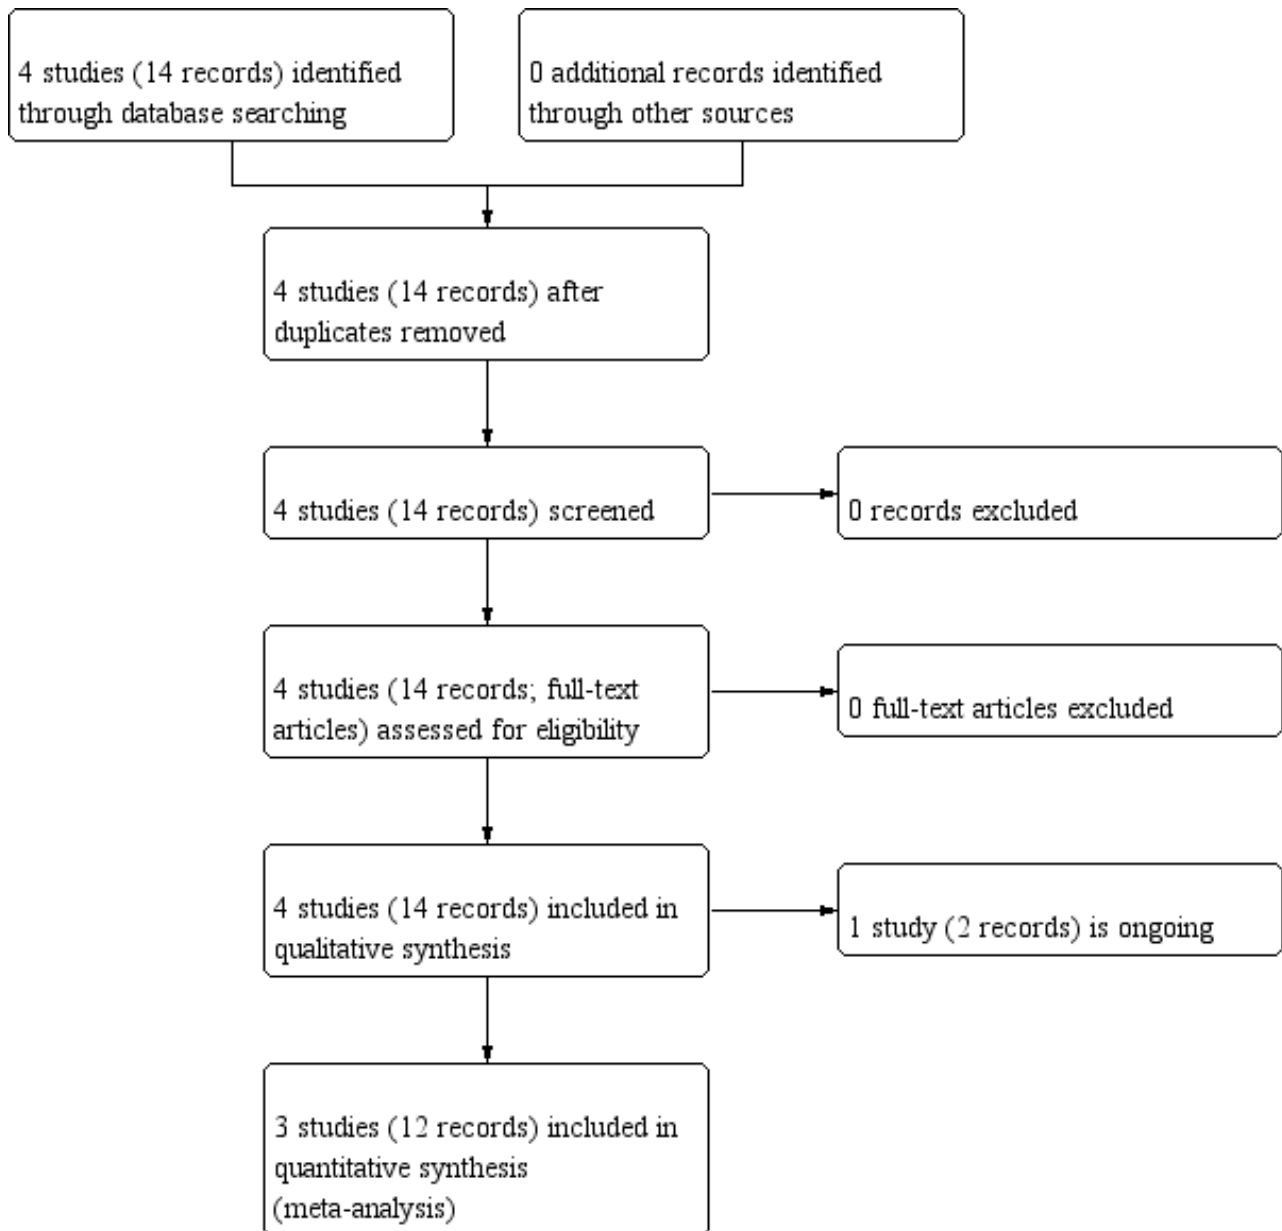 4 studies (14 records) identified
through database searching
0 additional records identified
through other sources
4 studies (14 records) after
duplicates removed
4 studies (14 records) screened
0 records excluded
4 studies (14 records; full-text
articles) assessed for eligibility
0 full-text articles excluded
4 studies (14 records) included in
qualitative synthesis
1 study (2 records) is ongoing
3 studies (12 records) included in
quantitative synthesis
(meta-analysis)